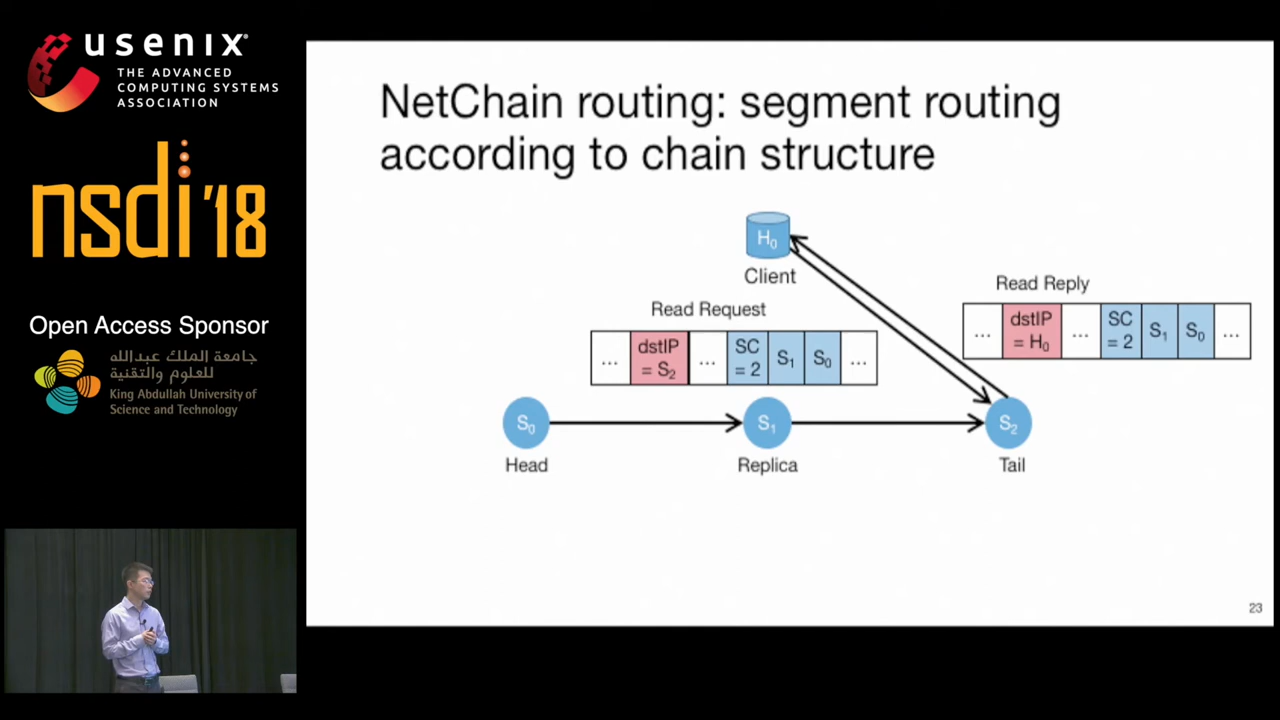 usenix
THE ADVANCED
COMPUTING SYSTEMS
ASSOCIATION
nsdi '18
Open Access Sponsor
جامعة الملك عبدالله
للعلوم والتقنية
King Abdullah University of
Science and Technology
NetChain routing: segment routing
according to chain structure
H₀
Client
Read Request
... dstIP = S₂ ... SC = 2 S₁ S₀ ...
Read Reply
... dstIP = H₀ ... SC = 2 S₁ S₀ ...
S₀
Head
S₁
Replica
S₂
Tail
23